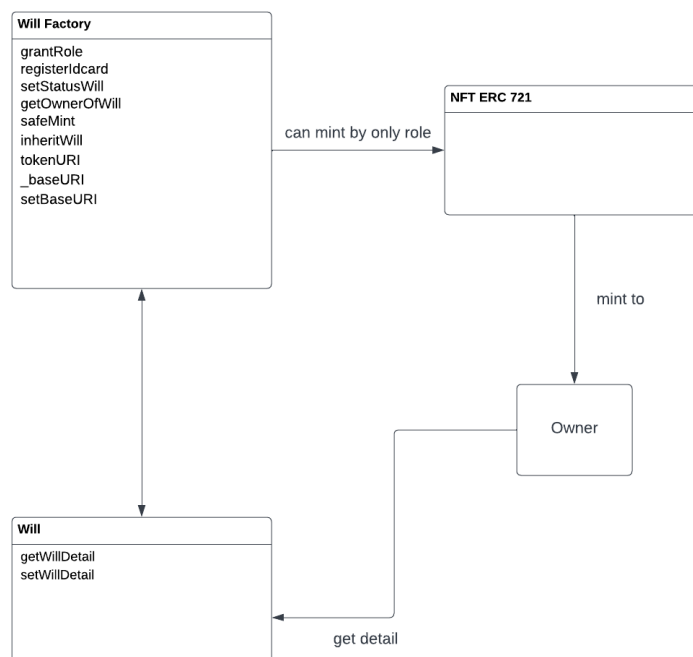 Will Factory
grantRole
registerIdcard
setStatusWill
getOwnerOfWill
safeMint
inheritWill
tokenURI
_baseURI
setBaseURI
can mint by only role
NFT ERC 721
mint to
Owner
Will
getWillDetail
setWillDetail
get detail